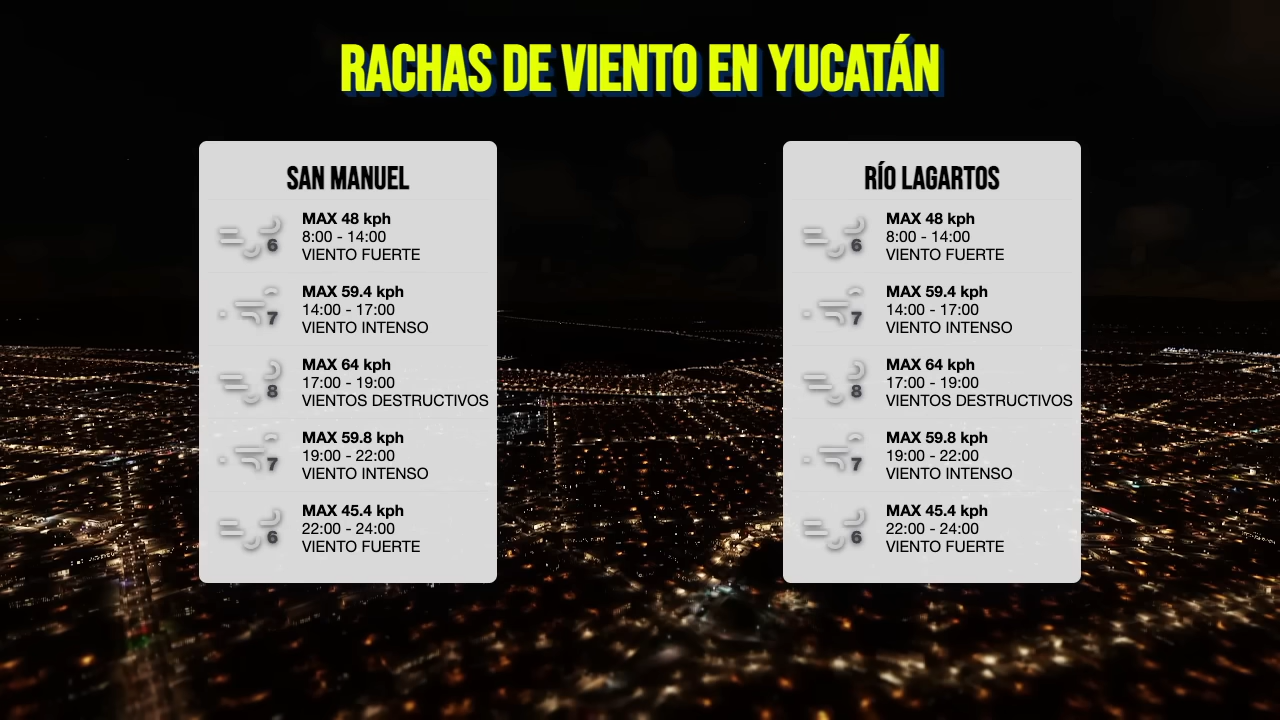 RACHAS DE VIENTO EN YUCATÁN
SAN MANUEL
MAX 48 kph
8:00 - 14:00
6
VIENTO FUERTE
MAX 59.4 kph
14:00 - 17:00
7
VIENTO INTENSO
MAX 64 kph
17:00 - 19:00
8
VIENTOS DESTRUCTIVOS
MAX 59.8 kph
19:00 - 22:00
7
VIENTO INTENSO
MAX 45.4 kph
22:00 - 24:00
6
VIENTO FUERTE
RÍO LAGARTOS
MAX 48 kph
8:00 - 14:00
6
VIENTO FUERTE
MAX 59.4 kph
14:00 - 17:00
7
VIENTO INTENSO
MAX 64 kph
17:00 - 19:00
8
VIENTOS DESTRUCTIVOS
MAX 59.8 kph
19:00 - 22:00
7
VIENTO INTENSO
MAX 45.4 kph
22:00 - 24:00
6
VIENTO FUERTE